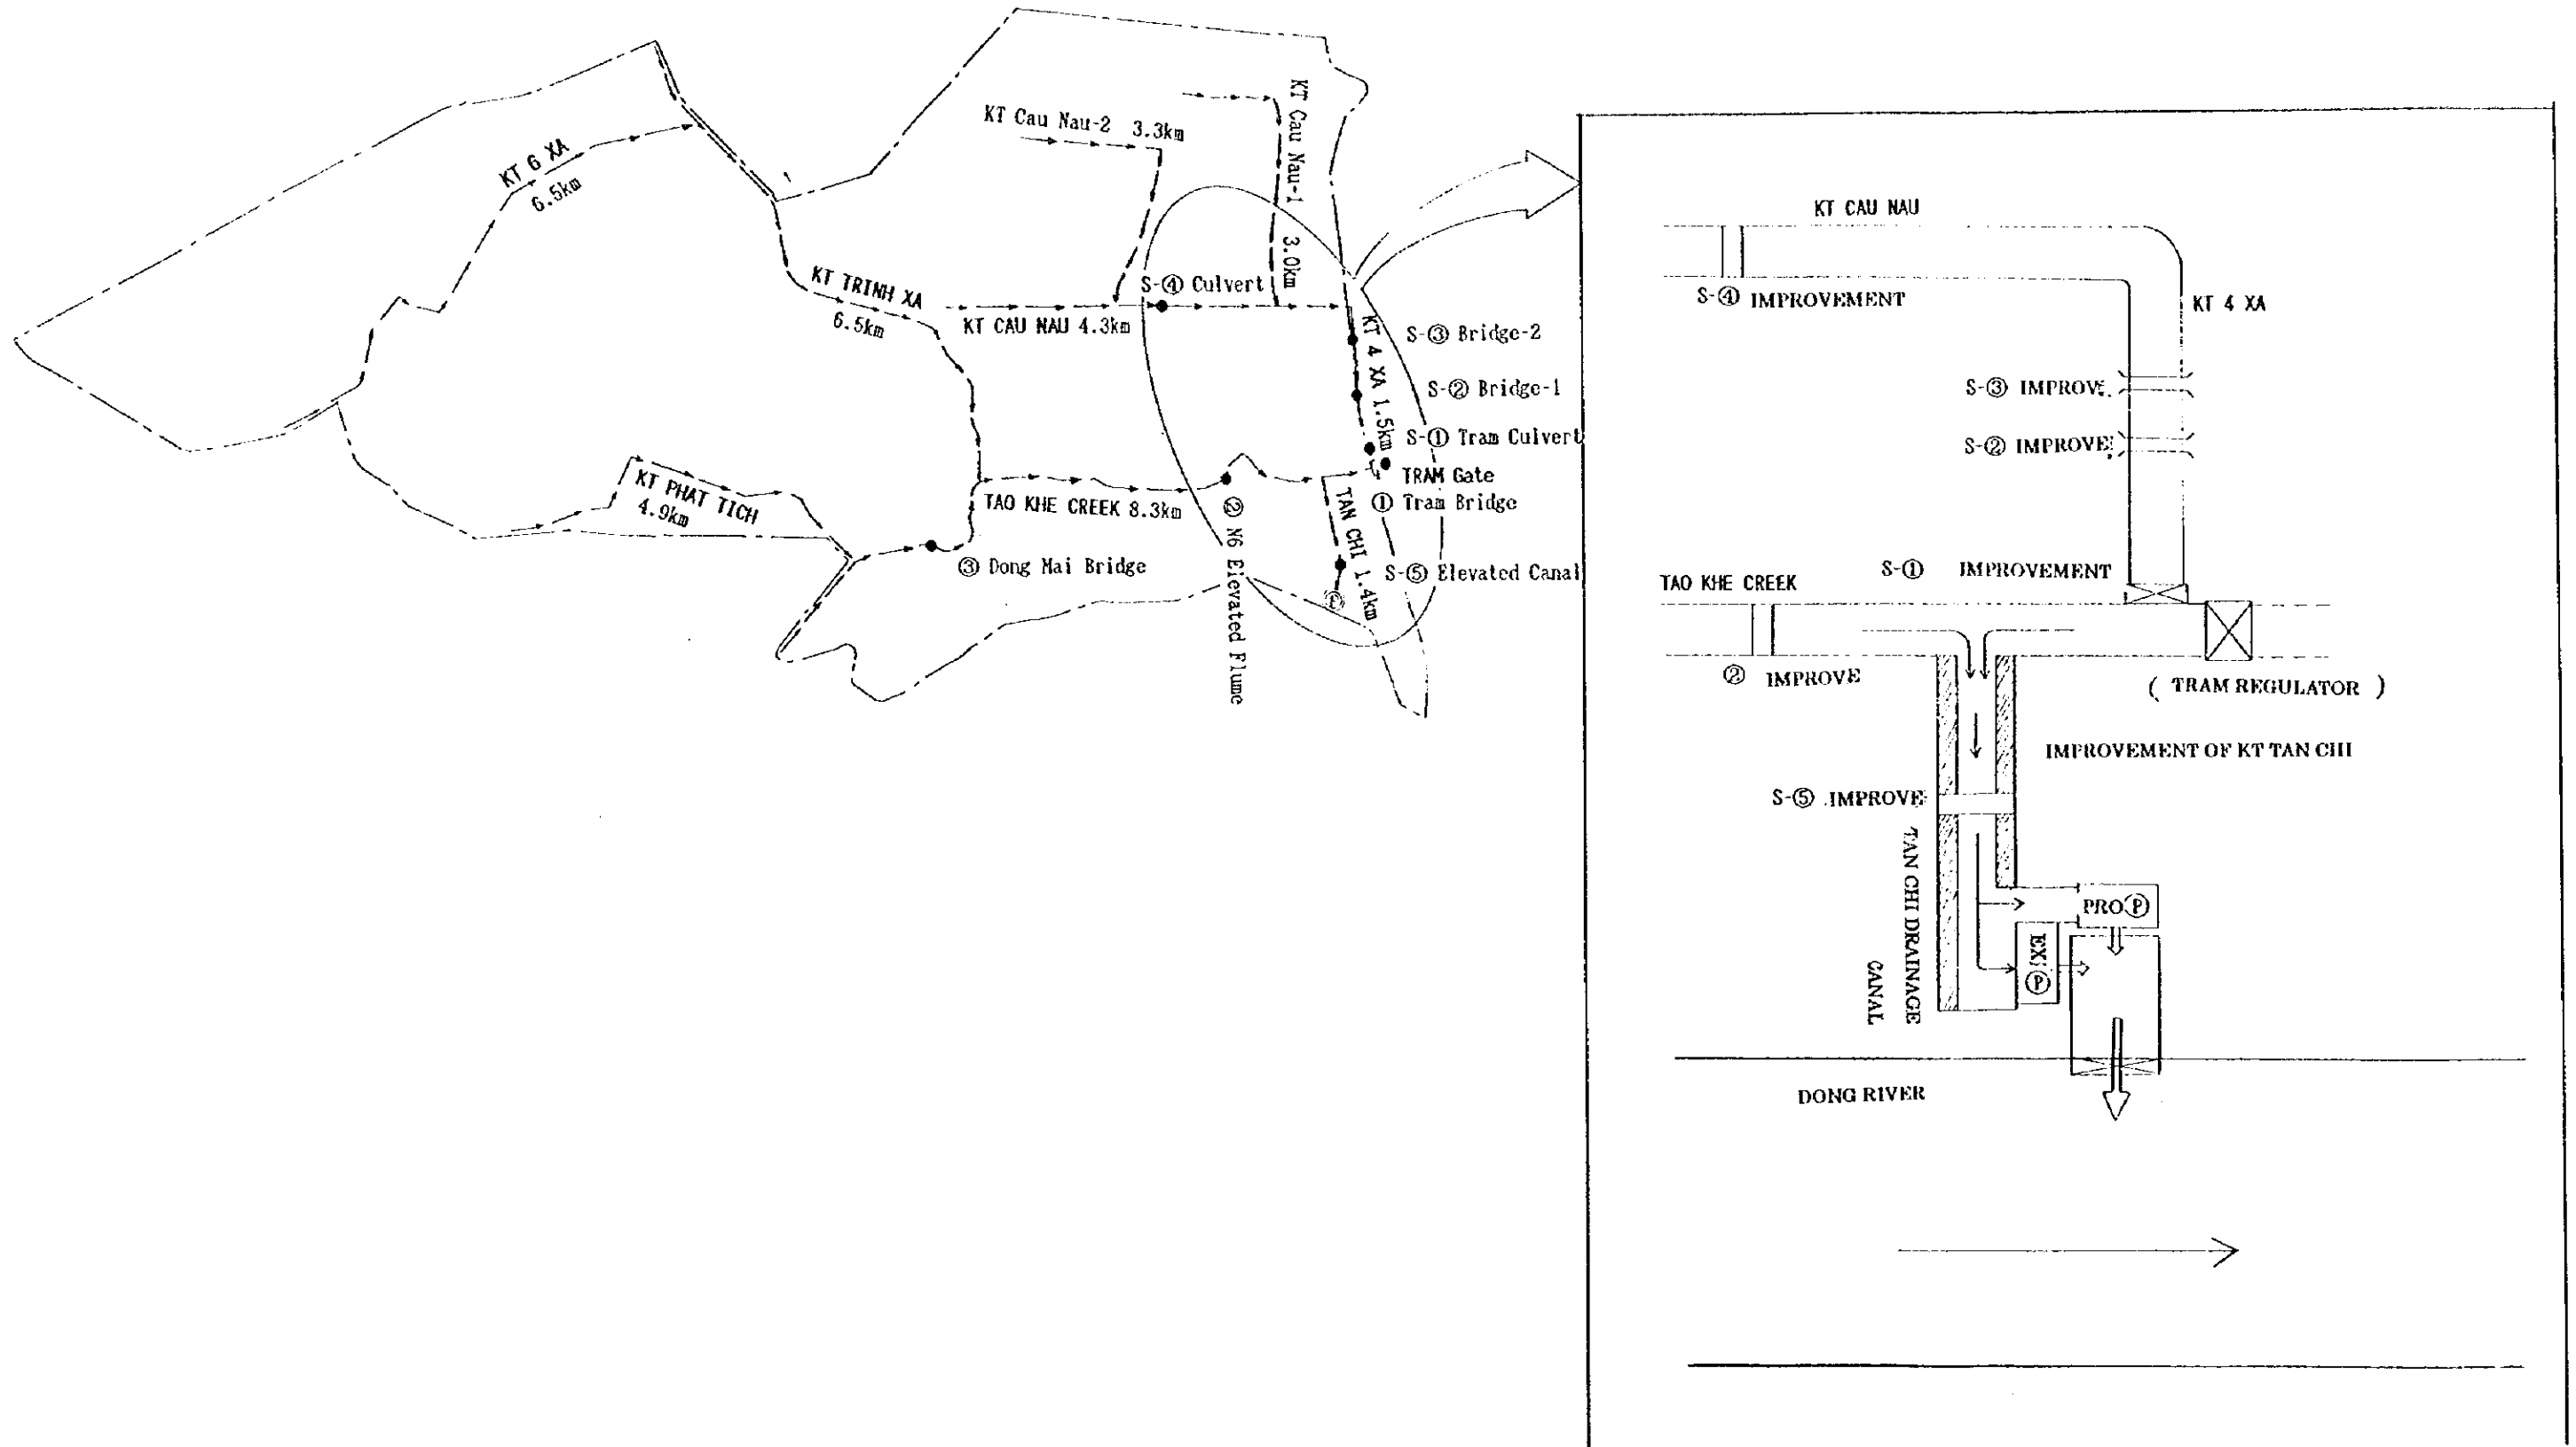 KT 6 XA
6.5km
KT Cau Nau-2 3.3km
KT Cau Nau-1 3.0km
KT TRINH XA
6.5km
S-④ Culvert
KT CAU NAU 4.3km
KT 4 XA 1.5km
S-③ Bridge-2
S-② Bridge-1
S-① Tram Culvert
TRAM Gate
① Tram Bridge
KT PHAT TICH
4.9km
TAO KHE CREEK 8.3km
② N6 Elevated Flume
TAN CHI 1.4km
③ Dong Mai Bridge
S-⑤ Elevated Canal
Ⓟ
KT CAU NAU
S-④ IMPROVEMENT
KT 4 XA
S-③ IMPROVE
S-② IMPROVE
S-① IMPROVEMENT
TAO KHE CREEK
② IMPROVE
( TRAM REGULATOR )
IMPROVEMENT OF KT TAN CHI
S-⑤ IMPROVE
TAN CHI DRAINAGE
CANAL
PRO Ⓟ
EX. Ⓟ
DONG RIVER